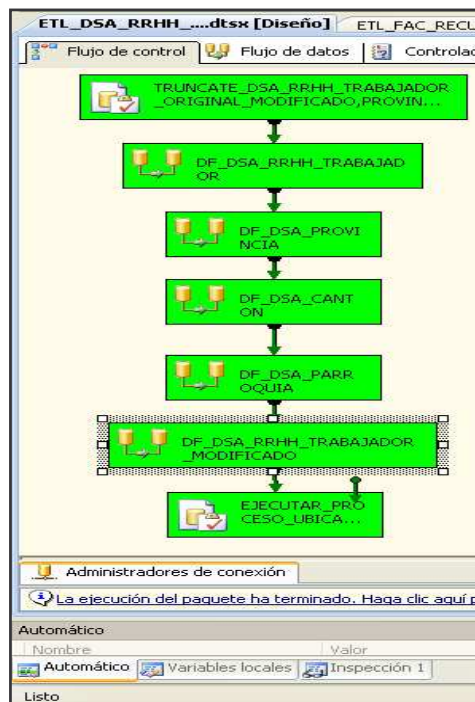 ETL_DSA_RRHH_....dtsx [Diseño] ETL_FAC_RECU
Flujo de control Flujo de datos Controlad
TRUNCATE_DSA_RRHH_TRABAJADOR
_ORIGINAL_MODIFICADO,PROVIN...
DF_DSA_RRHH_TRABAJAD
OR
DF_DSA_PROVI
NCIA
DF_DSA_CANT
ON
DF_DSA_PARR
OQUIA
DF_DSA_RRHH_TRABAJADOR
_MODIFICADO
EJECUTAR_PRO
CESO_UBICA...
Administradores de conexión
La ejecución del paquete ha terminado. Haga clic aquí p
Automático
Nombre Valor
Automático Variables locales Inspección 1
Listo